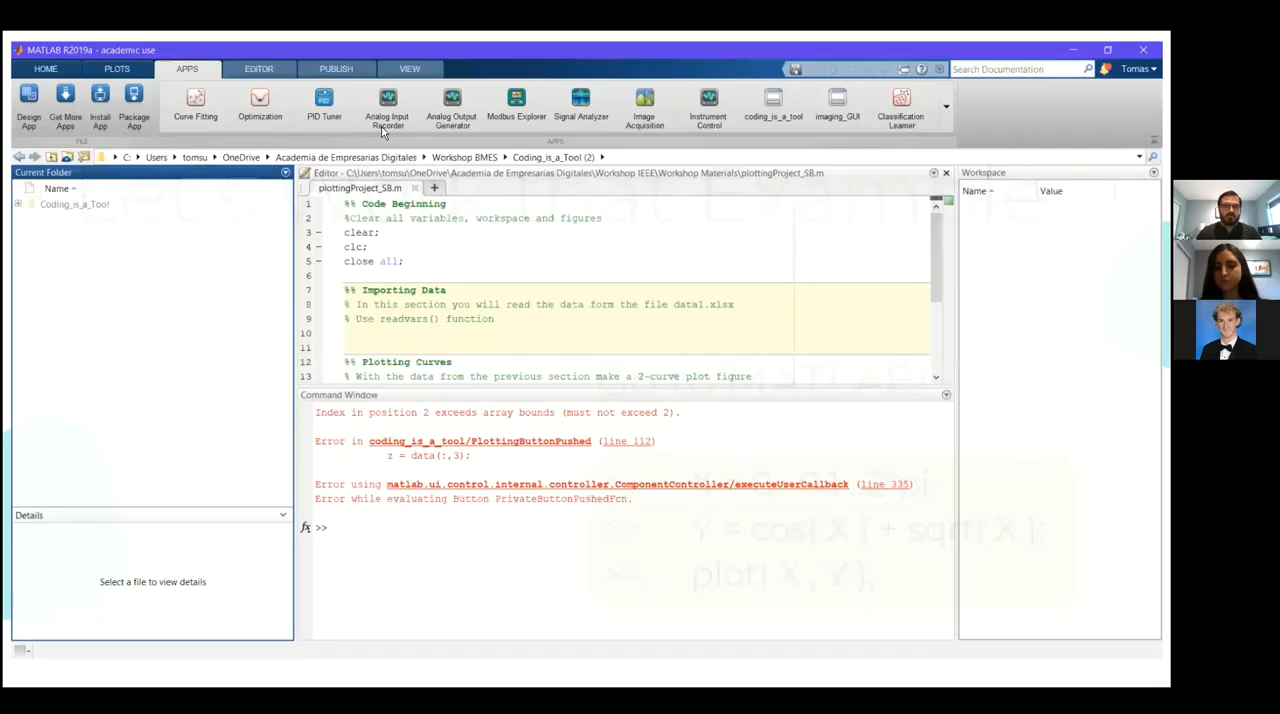 MATLAB R2019a - academic use
HOME PLOTS APPS EDITOR PUBLISH VIEW Search Documentation Tomas
Design App
Get More Apps
Install App
Package App
Curve Fitting
Optimization
PID Tuner
Analog Input Recorder
Analog Output Generator
Modbus Explorer
Signal Analyzer
Image Acquisition
Instrument Control
coding_is_a_tool
imaging_GUI
Classification Learner
FILE APPS
C: Users tomsu OneDrive Academia de Empresarias Digitales Workshop BMES Coding_is_a_Tool (2)
Current Folder
Name
Coding_is_a_Tool
Details
Select a file to view details
Editor - C:\Users\tomsu\OneDrive\Academia de Empresarias Digitales\Workshop IEEE\Workshop Materials\plottingProject_SB.m
plottingProject_SB.m
1 %% Code Beginning
2 %Clear all variables, workspace and figures
3 clear;
4 clc;
5 close all;
6
7 %% Importing Data
8 % In this section you will read the data form the file data1.xlsx
9 % Use readvars() function
10
11
12 %% Plotting Curves
13 % With the data from the previous section make a 2-curve plot figure
Command Window
Index in position 2 exceeds array bounds (must not exceed 2).
Error in coding_is_a_tool/PlottingButtonPushed (line 112)
z = data(:,3);
Error using matlab.ui.control.internal.controller.ComponentController/executeUserCallback (line 335)
Error while evaluating Button PrivateButtonPushedFcn.
fx >>
>> Y = cos( X ) + sqrt( X );
>> plot( X , Y );
Workspace
Name Value